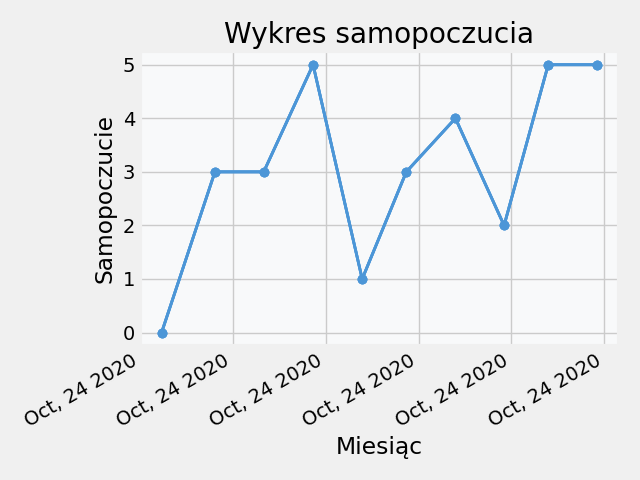 Wykres samopoczucia
Samopoczucie
5
4
3
2
1
0
Oct, 24 2020
Oct, 24 2020
Oct, 24 2020
Oct, 24 2020
Oct, 24 2020
Oct, 24 2020
Miesiąc